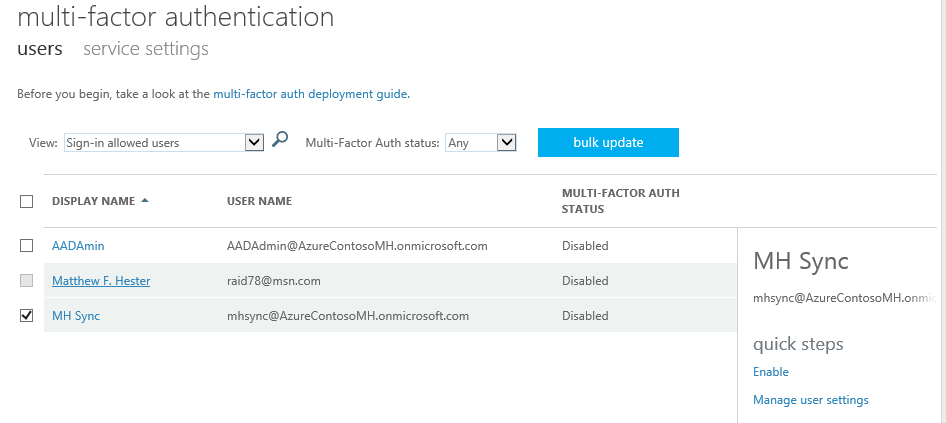 multi-factor authentication
users service settings
Before you begin, take a look at the multi-factor auth deployment guide.
View: Sign-in allowed users Multi-Factor Auth status: Any bulk update
DISPLAY NAME USER NAME MULTI-FACTOR AUTH STATUS
AADAmin AADAdmin@AzureContosoMH.onmicrosoft.com Disabled
Matthew F. Hester raid78@msn.com Disabled
MH Sync mhsync@AzureContosoMH.onmicrosoft.com Disabled
MH Sync
mhsync@AzureContosoMH.onmic
quick steps
Enable
Manage user settings